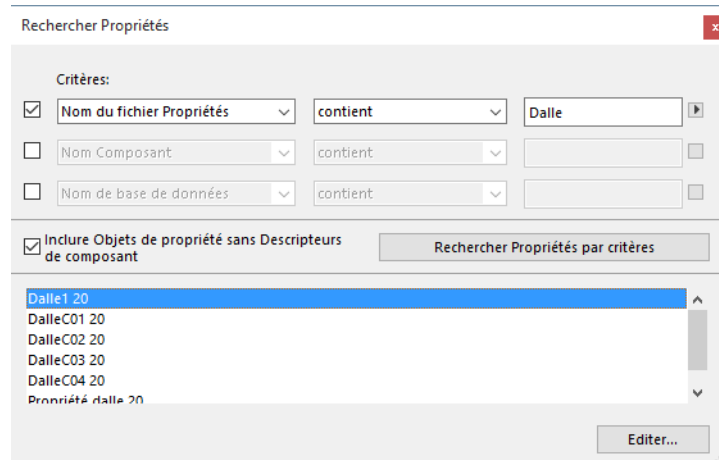 Rechercher Propriétés
x
Critères:
Nom du fichier Propriétés contient Dalle
Nom Composant contient
Nom de base de données contient
Inclure Objets de propriété sans Descripteurs
de composant
Rechercher Propriétés par critères
Dalle1 20
DalleC01 20
DalleC02 20
DalleC03 20
DalleC04 20
Propriété dalle 20
Editer...